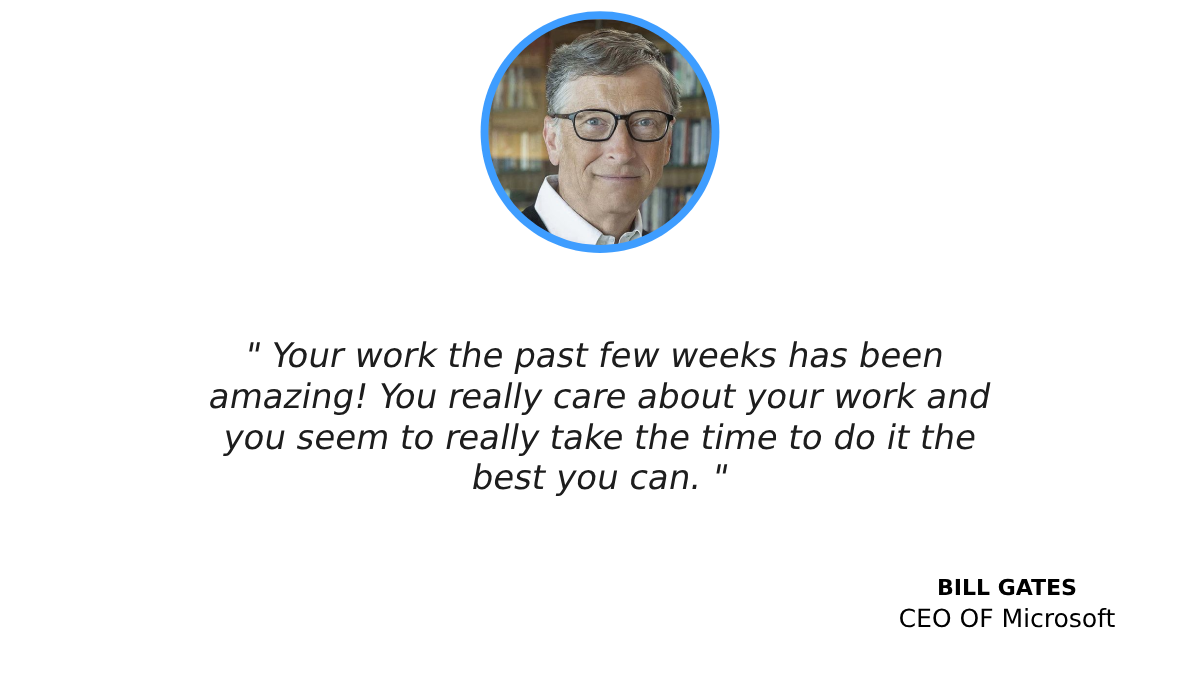 " Your work the past few weeks has been
amazing! You really care about your work and
you seem to really take the time to do it the
best you can. "
BILL GATES
CEO OF Microsoft